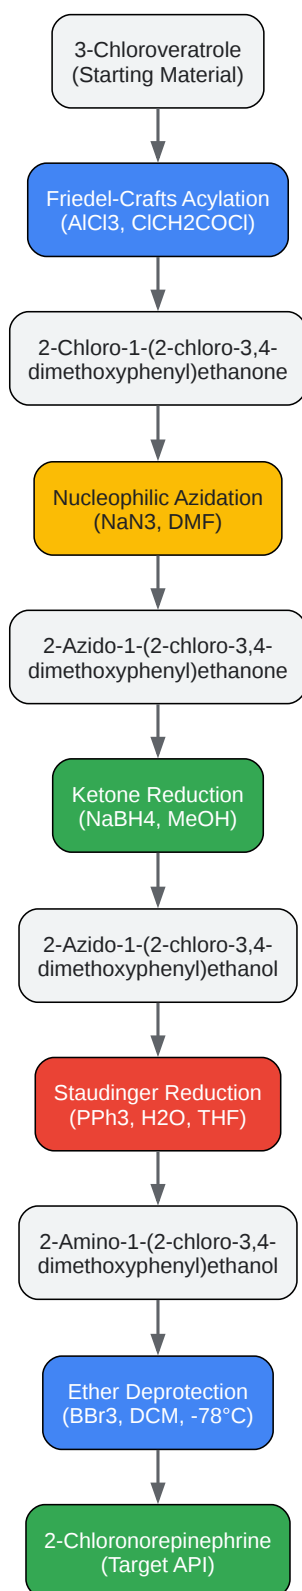 3-Chloroveratrole
(Starting Material)
Friedel-Crafts Acylation
(AlCl3, ClCH2COCl)
2-Chloro-1-(2-chloro-3,4-
dimethoxyphenyl)ethanone
Nucleophilic Azidation
(NaN3, DMF)
2-Azido-1-(2-chloro-3,4-
dimethoxyphenyl)ethanone
Ketone Reduction
(NaBH4, MeOH)
2-Azido-1-(2-chloro-3,4-
dimethoxyphenyl)ethanol
Staudinger Reduction
(PPh3, H2O, THF)
2-Amino-1-(2-chloro-3,4-
dimethoxyphenyl)ethanol
Ether Deprotection
(BBr3, DCM, -78°C)
2-Chloronorepinephrine
(Target API)